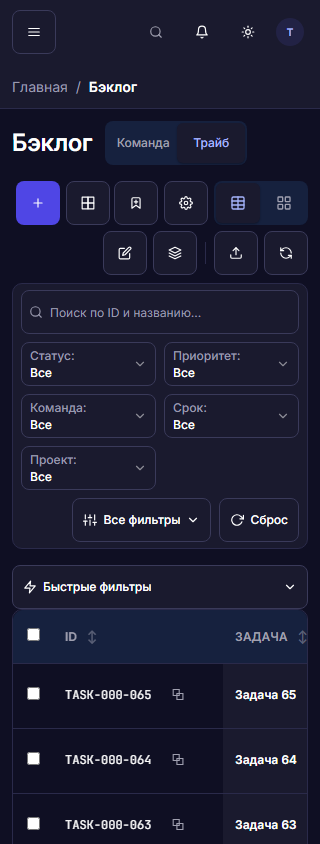 T
Главная / Бэклог
Бэклог
Команда
Трайб
Поиск по ID и названию...
Статус:
Все
Приоритет:
Все
Команда:
Все
Срок:
Все
Проект:
Все
Все фильтры
Сброс
Быстрые фильтры
ID
ЗАДАЧА
TASK-000-065
Задача 65
TASK-000-064
Задача 64
TASK-000-063
Задача 63